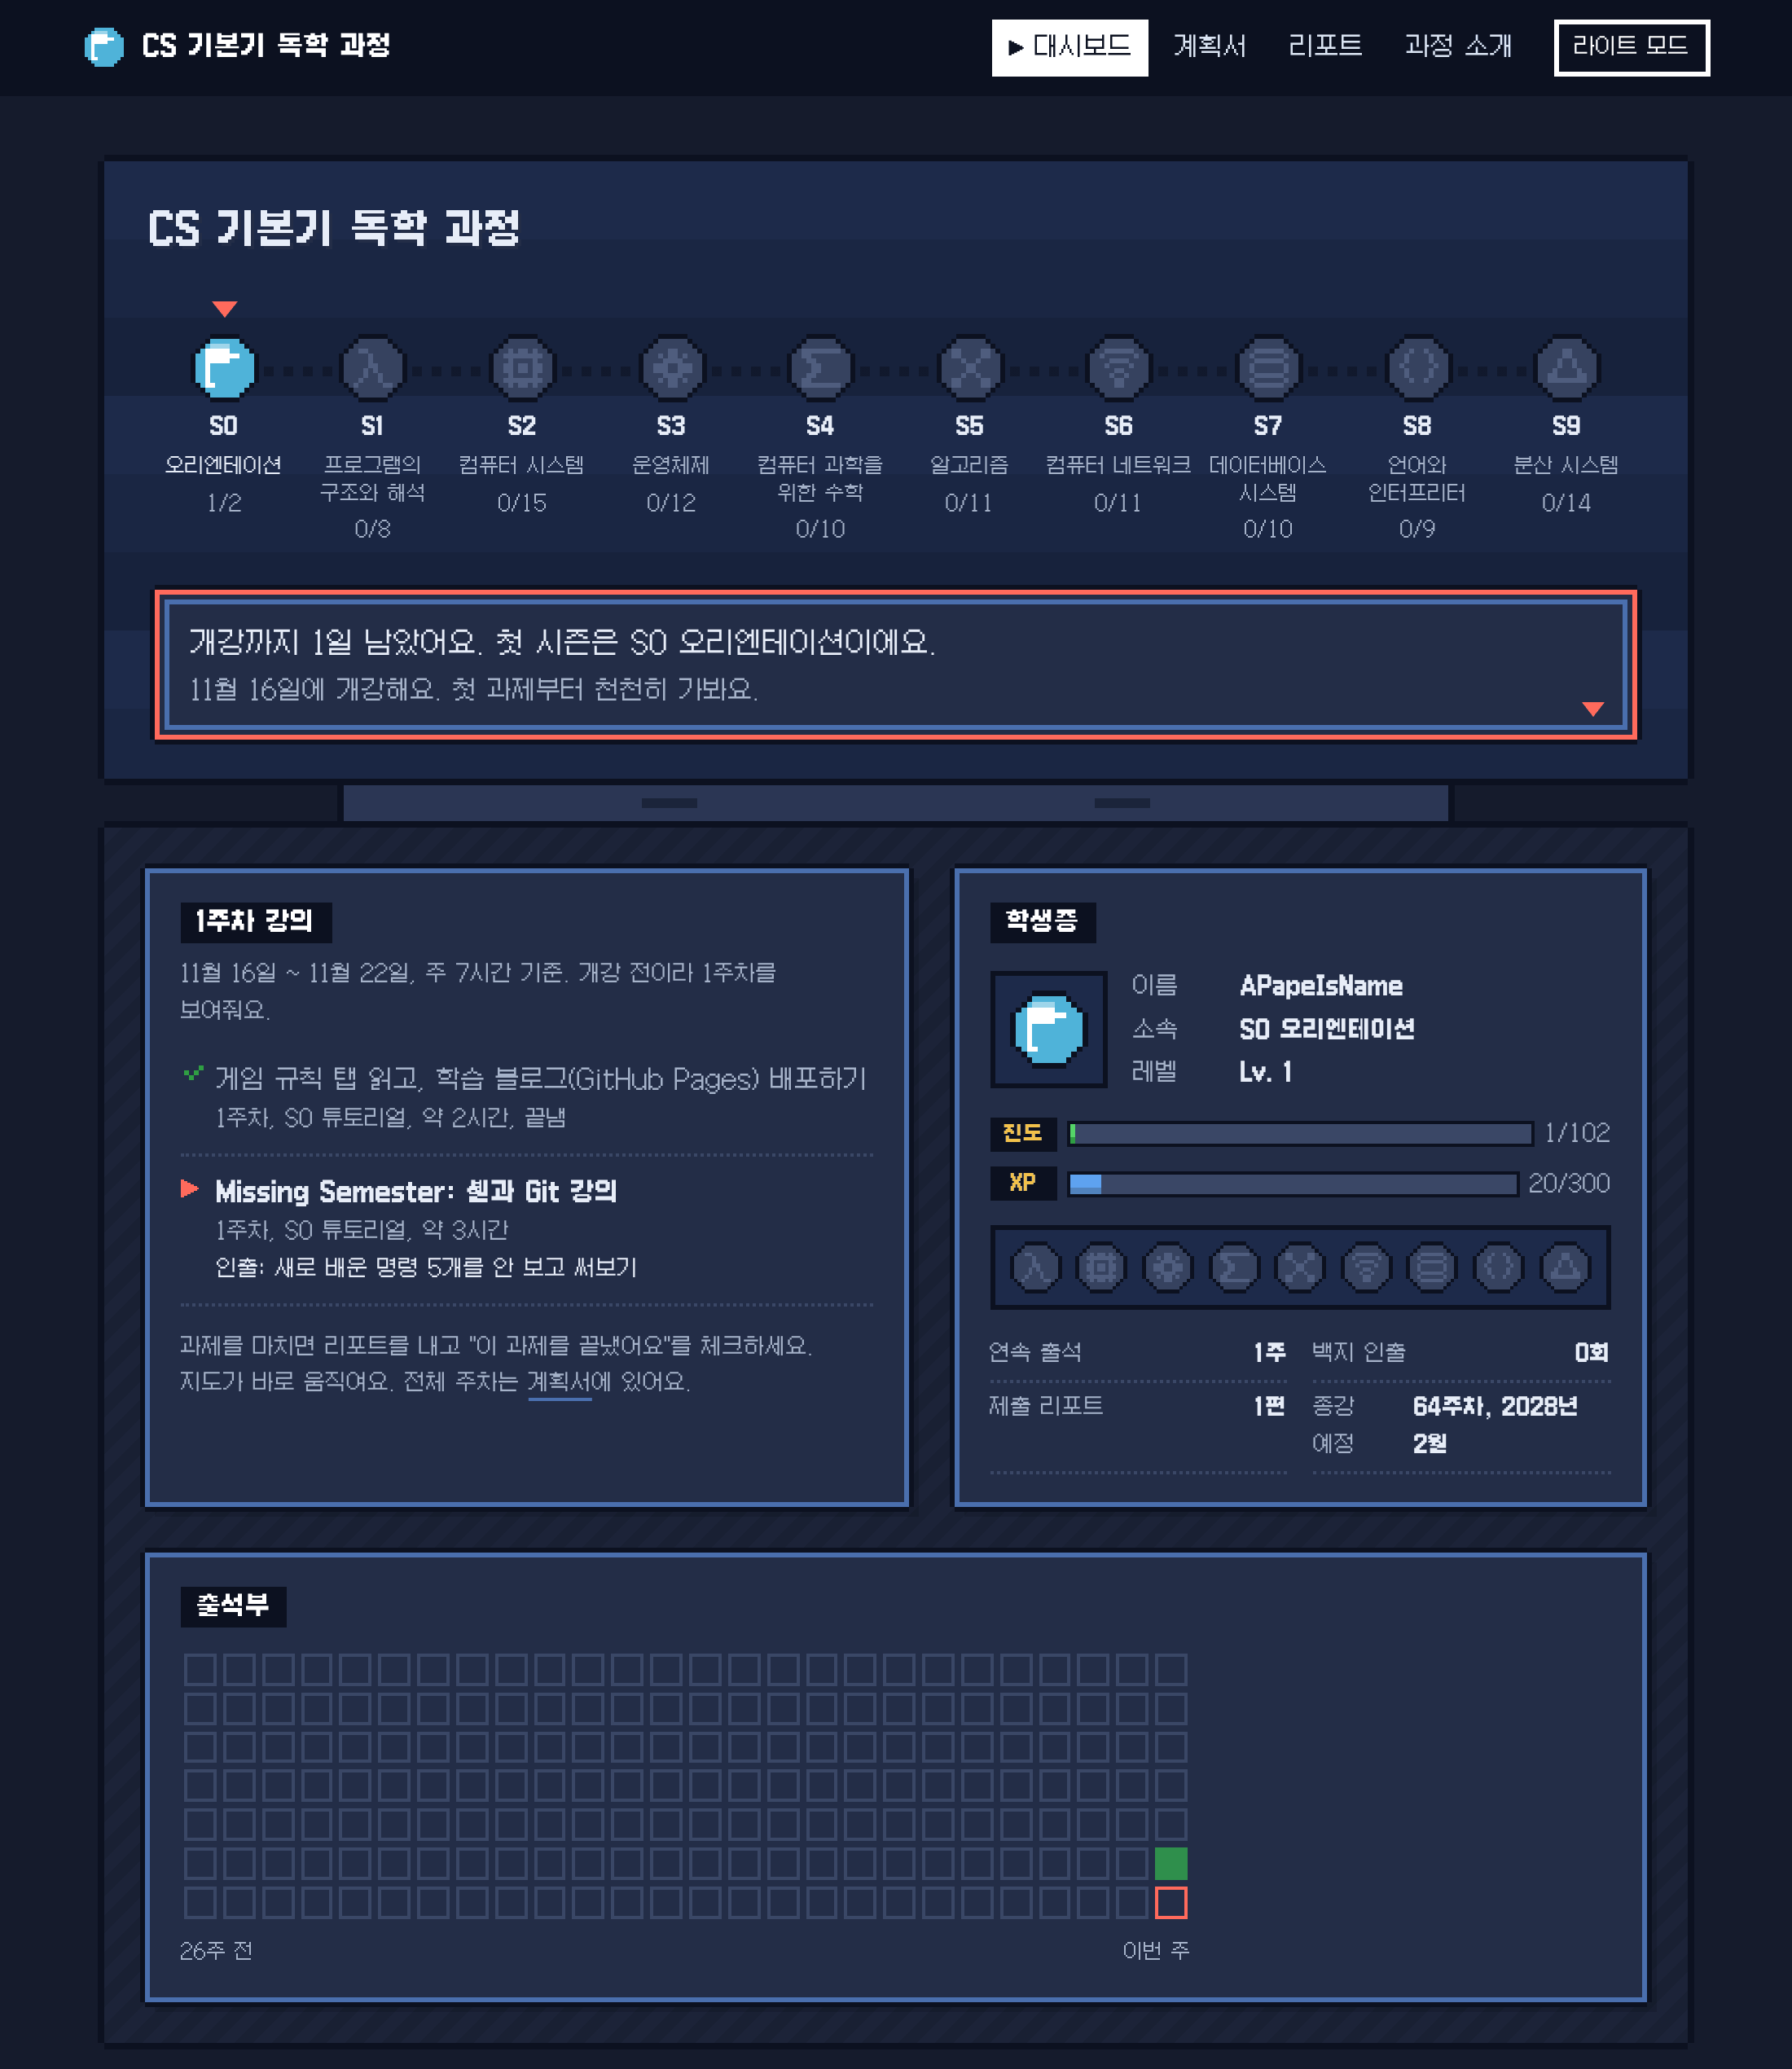 CS 기본기 독학 과정
▶ 대시보드 계획서 리포트 과정 소개 라이트 모드
CS 기본기 독학 과정
S0 S1 S2 S3 S4 S5 S6 S7 S8 S9
오리엔테이션
1/2
프로그램의
구조와 해석
0/8
컴퓨터 시스템
0/15
운영체제
0/12
컴퓨터 과학을
위한 수학
0/10
알고리즘
0/11
컴퓨터 네트워크
0/11
데이터베이스
시스템
0/10
언어와
인터프리터
0/9
분산 시스템
0/14
개강까지 1일 남았어요. 첫 시즌은 S0 오리엔테이션이에요.
11월 16일에 개강해요. 첫 과제부터 천천히 가봐요.
1주차 강의
11월 16일 ~ 11월 22일, 주 7시간 기준. 개강 전이라 1주차를
보여줘요.
게임 규칙 탭 읽고, 학습 블로그(GitHub Pages) 배포하기
1주차, S0 튜토리얼, 약 2시간, 끝냄
Missing Semester: 셸과 Git 강의
1주차, S0 튜토리얼, 약 3시간
인출: 새로 배운 명령 5개를 안 보고 써보기
과제를 마치면 리포트를 내고 "이 과제를 끝냈어요"를 체크하세요.
지도가 바로 움직여요. 전체 주차는 계획서에 있어요.
학생증
이름 APapeIsName
소속 S0 오리엔테이션
레벨 Lv. 1
진도 1/102
XP 20/300
연속 출석 1주
백지 인출 0회
제출 리포트 1편
종강 64주차, 2028년
예정 2월
출석부
26주 전 이번 주